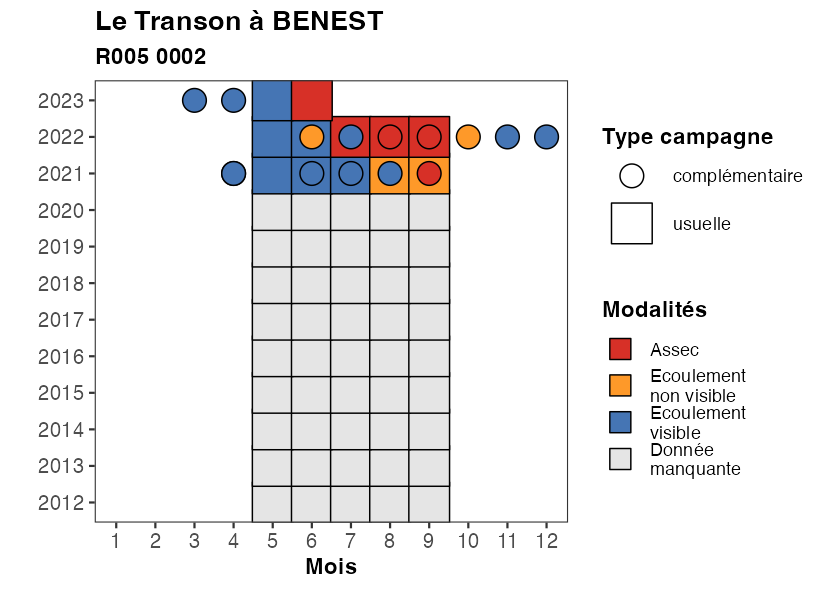 Le Transon à BENEST
R005 0002
2023
2022
2021
2020
2019
2018
2017
2016
2015
2014
2013
2012
1 2 3 4 5 6 7 8 9 10 11 12
Mois
Type campagne
complémentaire
usuelle
Modalités
Assec
Ecoulement
non visible
Ecoulement
visible
Donnée
manquante